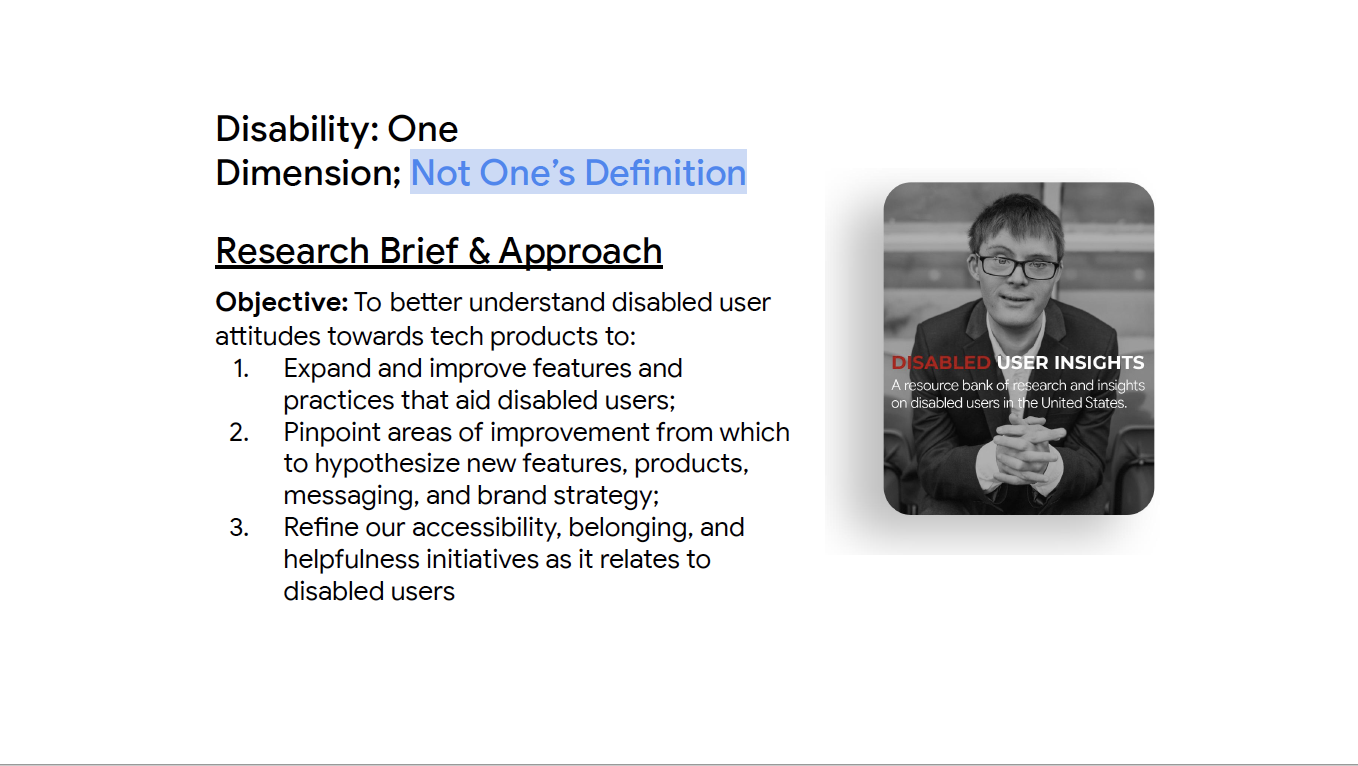 Disability: One
Dimension; Not One’s Definition
Research Brief & Approach
Objective: To better understand disabled user
attitudes towards tech products to:
1. Expand and improve features and
practices that aid disabled users;
2. Pinpoint areas of improvement from which
to hypothesize new features, products,
messaging, and brand strategy;
3. Refine our accessibility, belonging, and
helpfulness initiatives as it relates to
disabled users
DISABLED USER INSIGHTS
A resource bank of research and insights
on disabled users in the United States.